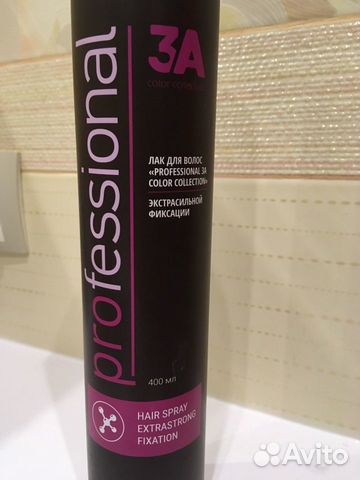 professional
3A
color collection
ЛАК ДЛЯ ВОЛОС
«PROFESSIONAL 3A
COLOR COLLECTION»
ЭКСТРАСИЛЬНОЙ
ФИКСАЦИИ
400 мл
HAIR SPRAY
EXTRASTRONG
FIXATION
Avito